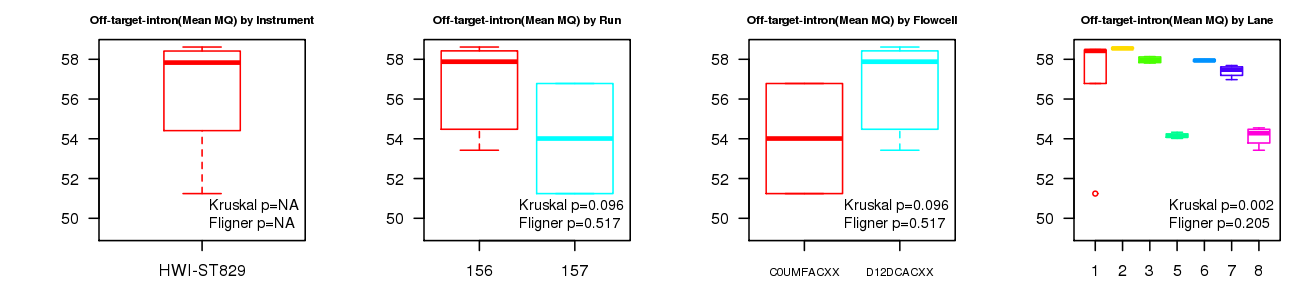 Off-target-intron(Mean MQ) by Instrument
58
56
54
52
50
Kruskal p=NA
Fligner p=NA
HWI-ST829
Off-target-intron(Mean MQ) by Run
58
56
54
52
50
Kruskal p=0.096
Fligner p=0.517
156 157
Off-target-intron(Mean MQ) by Flowcell
58
56
54
52
50
Kruskal p=0.096
Fligner p=0.517
C0UMFACXX D12DCACXX
Off-target-intron(Mean MQ) by Lane
58
56
54
52
50
Kruskal p=0.002
Fligner p=0.205
1 2 3 5 6 7 8